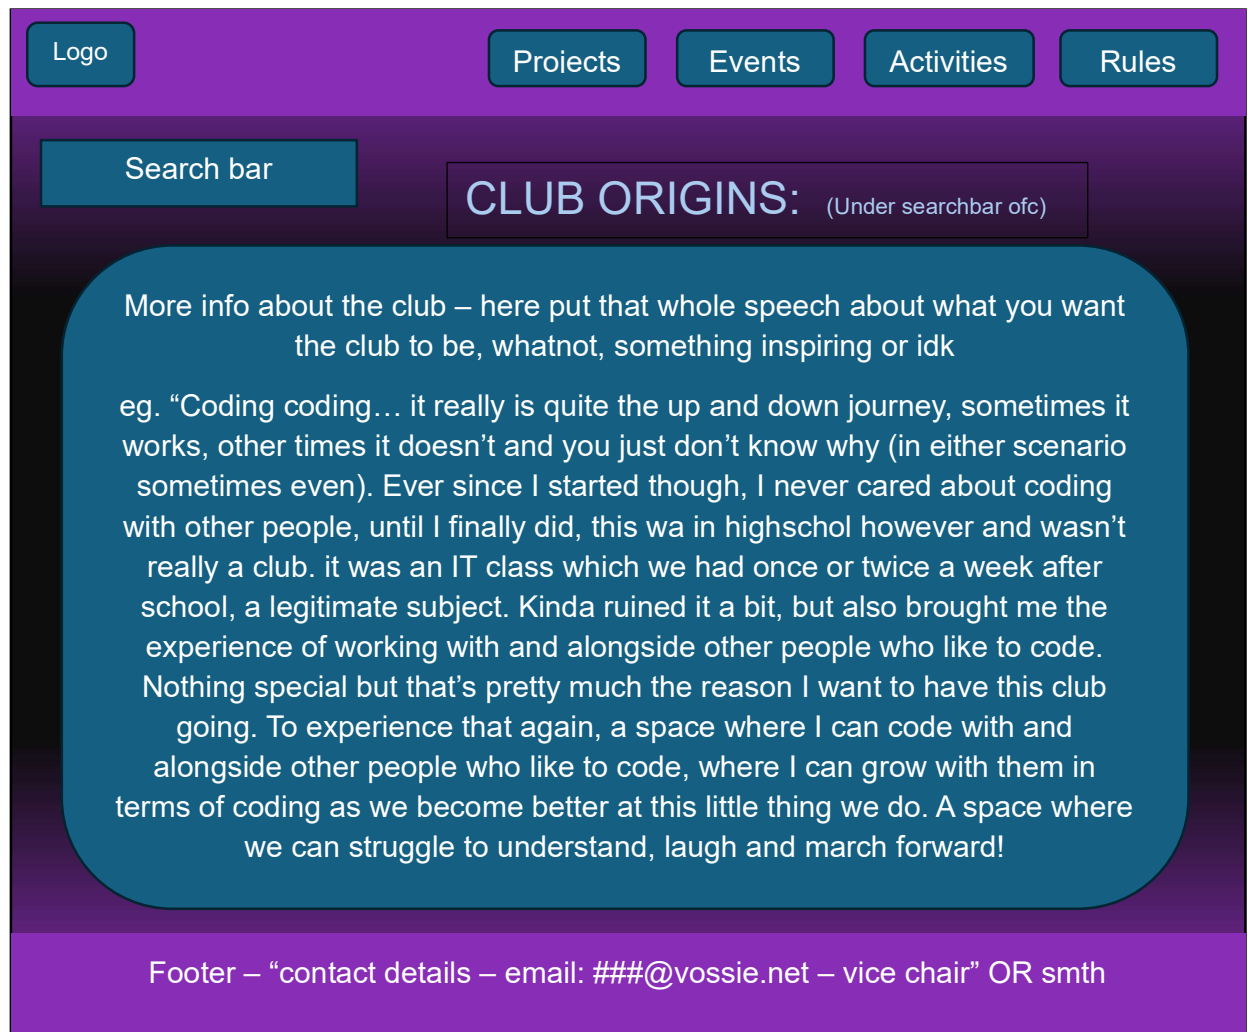 Logo
Projects
Events
Activities
Rules
Search bar
CLUB ORIGINS: (Under searchbar ofc)
More info about the club – here put that whole speech about what you want
the club to be, whatnot, something inspiring or idk
eg. “Coding coding… it really is quite the up and down journey, sometimes it
works, other times it doesn’t and you just don’t know why (in either scenario
sometimes even). Ever since I started though, I never cared about coding
with other people, until I finally did, this wa in highschol however and wasn’t
really a club. it was an IT class which we had once or twice a week after
school, a legitimate subject. Kinda ruined it a bit, but also brought me the
experience of working with and alongside other people who like to code.
Nothing special but that’s pretty much the reason I want to have this club
going. To experience that again, a space where I can code with and
alongside other people who like to code, where I can grow with them in
terms of coding as we become better at this little thing we do. A space where
we can struggle to understand, laugh and march forward!
Footer – “contact details – email: ###@vossie.net – vice chair” OR smth